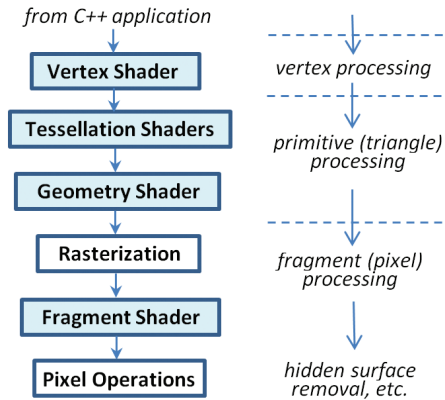 from C++ application
Vertex Shader
Tessellation Shaders
Geometry Shader
Rasterization
Fragment Shader
Pixel Operations
vertex processing
primitive (triangle)
processing
fragment (pixel)
processing
hidden surface
removal, etc.